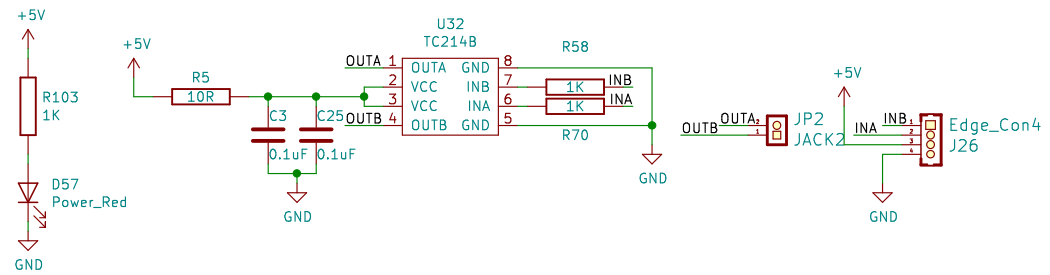 +5V
R103
1K
D57
Power_Red
GND
+5V
R5
10R
C3
0.1uF
C25
0.1uF
GND
U32
TC214B
OUTA 1 OUTA GND 8
2 VCC INB 7
3 VCC INA 6
OUTB 4 OUTB GND 5
R58
1K INB
1K INA
R70
GND
OUTA 2
OUTB 1
JP2
JACK2
+5V
INB 1
INA 2
3
4
Edge_Con4
J26
GND